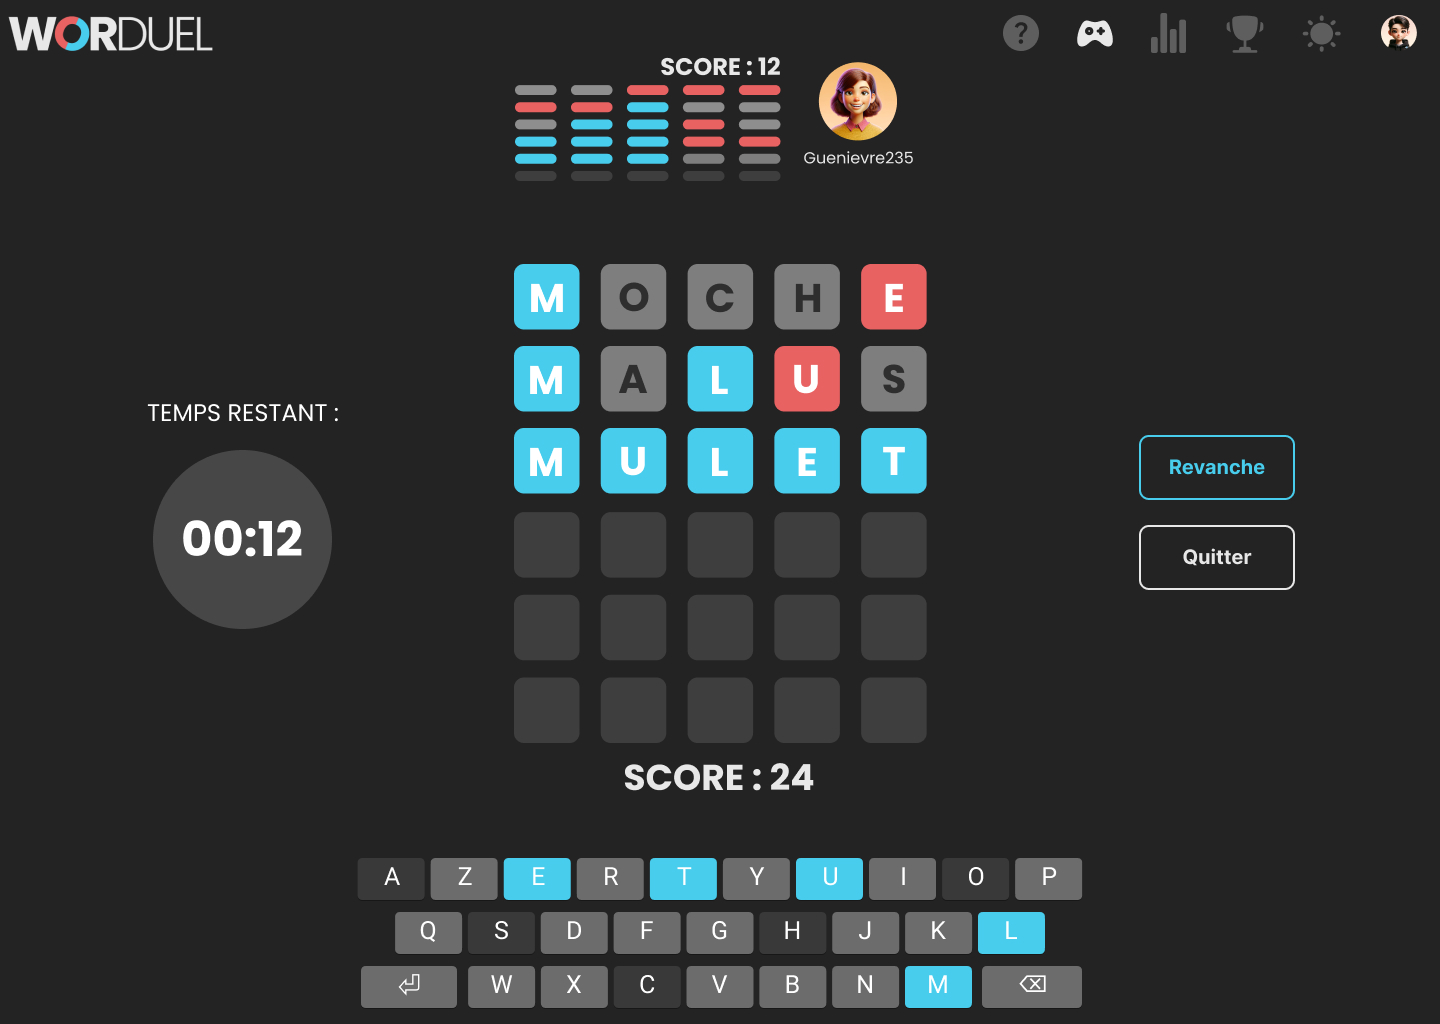 WORDUEL
?
SCORE : 12
Guenievre235
M O C H E
M A L U S
M U L E T
TEMPS RESTANT :
00:12
Revanche
Quitter
SCORE : 24
A Z E R T Y U I O P
Q S D F G H J K L
W X C V B N M